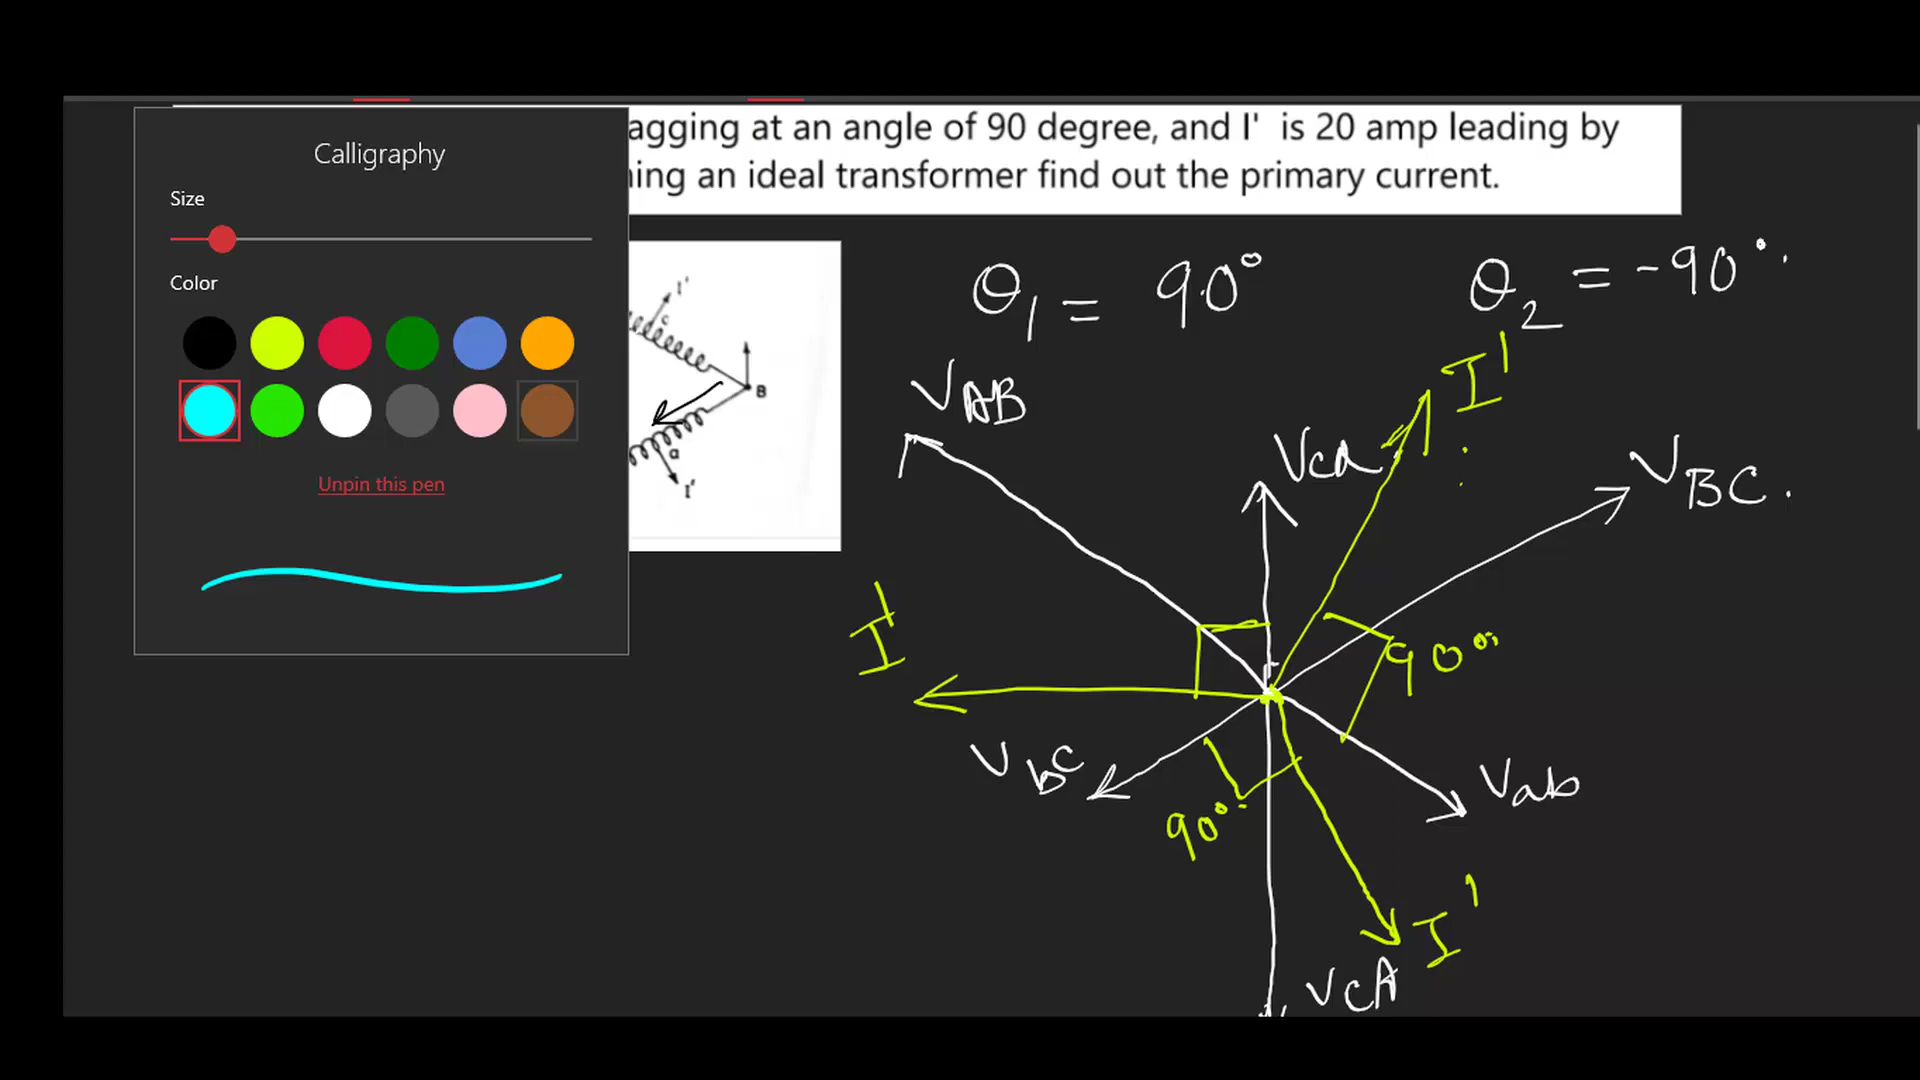 Calligraphy
Size
Color
Unpin this pen
agging at an angle of 90 degree, and I' is 20 amp leading by
ing an ideal transformer find out the primary current.
I'
c
B
a
I'
θ1 = 90°
θ2 = -90°
VAB
Vca
I'
VBC
I'
90°
Vbc
90°
Vab
I'
VCA